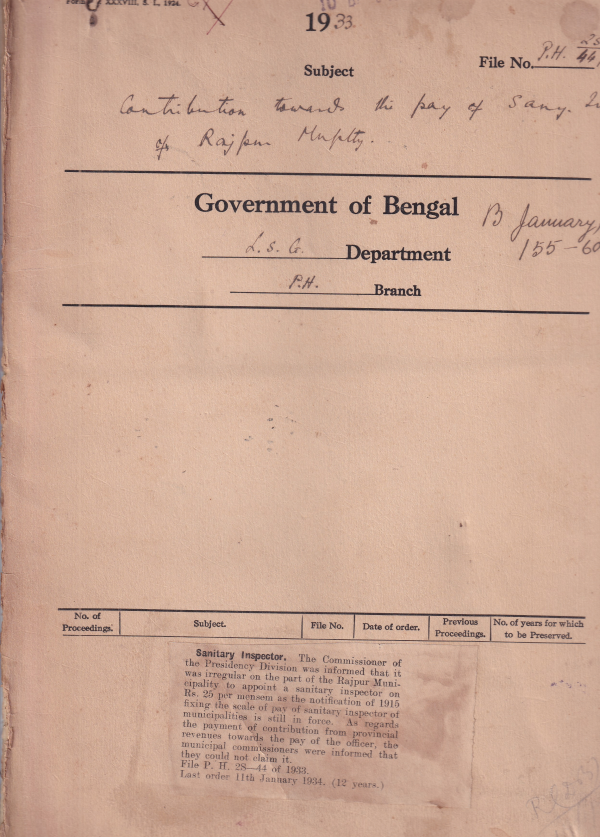 XXXVIII. S. L. 1924.
1933
File No. P.H. 2S/44
Subject
Contribution towards the pay of Sany.
of Rajpur Muplty.
Government of Bengal
B January,
L. S. G. Department
155-60
P.H. Branch
No. of Proceedings. Subject. File No. Date of order. Previous Proceedings. No. of years for which to be Preserved.
Sanitary Inspector. The Commissioner of
the Presidency Division was informed that it
was irregular on the part of the Rajpur Muni-
cipality to appoint a sanitary inspector on
Rs. 25 per mensem as the notification of 1915
fixing the scale of pay of sanitary inspector of
municipalities is still in force. As regards
the payment of contribution from provincial
revenues towards the pay of the officer, the
municipal commissioners were informed that
they could not claim it.
File P. H. 2S—44 of 1933.
Last order 11th January 1934. (12 years.)